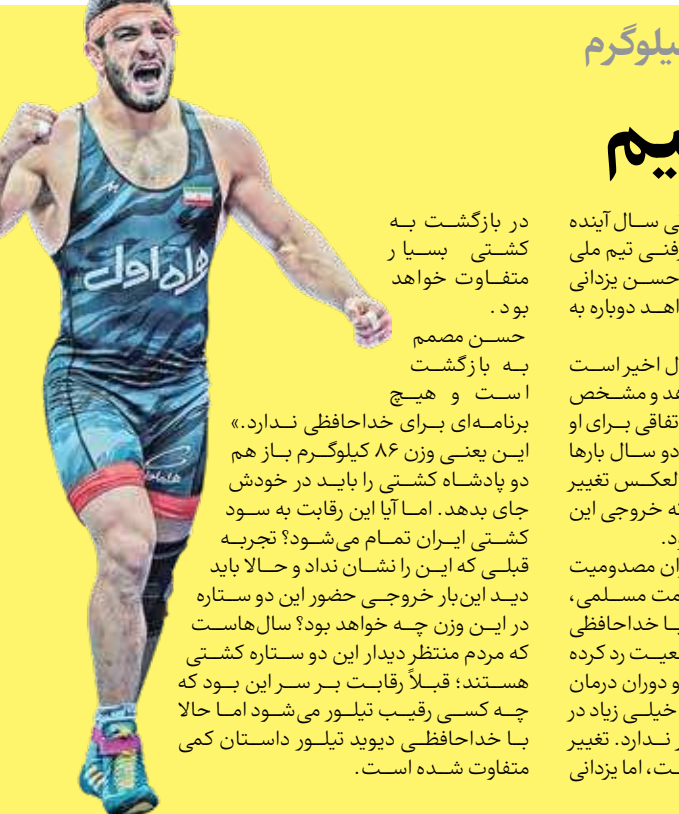 یلوگرم
یم
ی سال آینده
رفنی تیم ملی
حسن یزدانی
اهد دوباره به
ل اخیر است
هد و مشخص
تفاقی برای او
دو سال بارها
العکس تغییر
که خروجی این
د.
ران مصدومیت
مت مسلمی،
با خداحافظی
عیت رد کرده
و دوران درمان
خیلی زیاد در
ر ندارد. تغییر
ت، اما یزدانی
در بازگشت به
کشتی بسیار
متفاوت خواهد
بود.
حسن مصمم
به بازگشت
است و هیچ
برنامه‌ای برای خداحافظی ندارد.»
این یعنی وزن ۸۶ کیلوگرم باز هم
دو پادشاه کشتی را باید در خودش
جای بدهد. اما آیا این رقابت به سود
کشتی ایران تمام می‌شود؟ تجربه
قبلی که این را نشان نداد و حالا باید
دید این‌بار خروجی حضور این دو ستاره
در این وزن چه خواهد بود؟ سال‌هاست
که مردم منتظر دیدار این دو ستاره کشتی
هستند؛ قبلاً رقابت بر سر این بود که
چه کسی رقیب تیلور می‌شود اما حالا
با خداحافظی دیوید تیلور داستان کمی
متفاوت شده است.
همراه اول